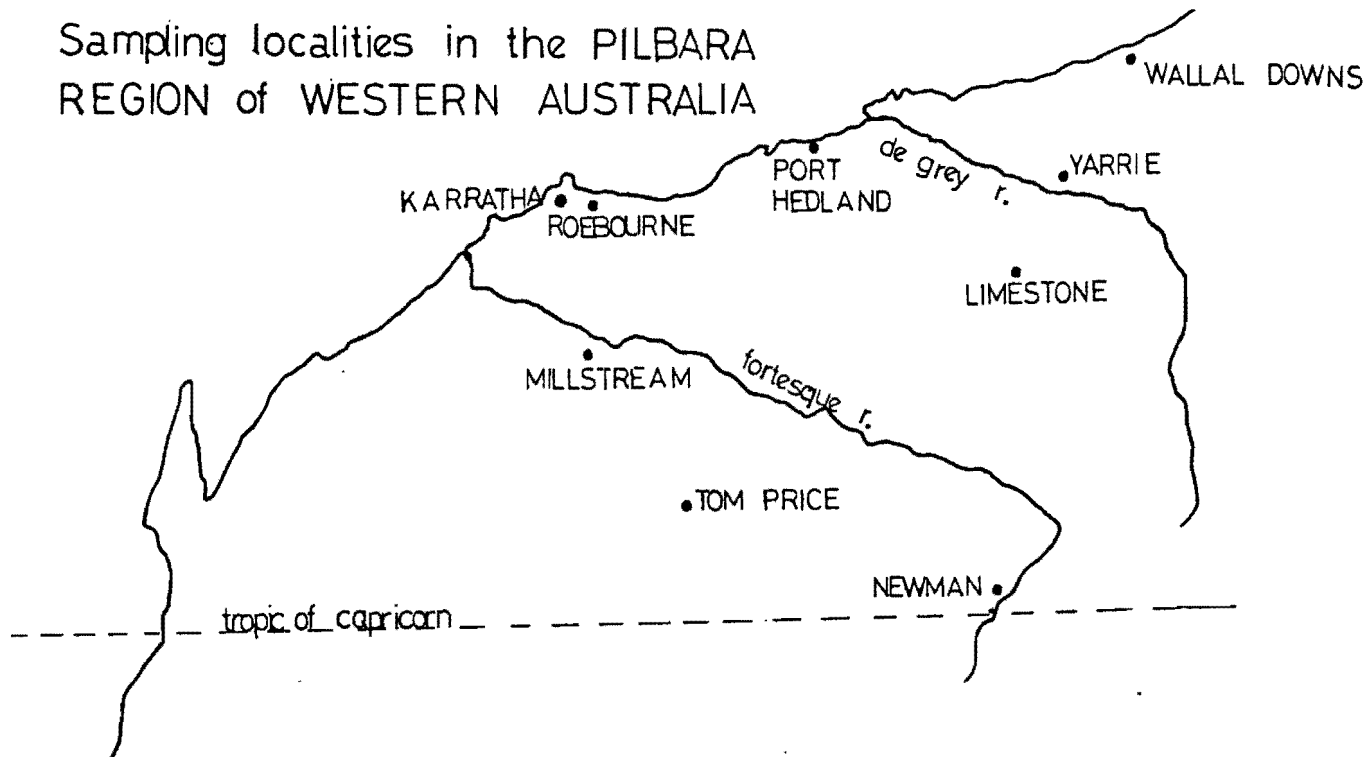 Sampling localities in the PILBARA
REGION of WESTERN AUSTRALIA
WALLAL DOWNS
de grey r.
YARRIE
PORT
HEDLAND
KARRATHA
ROEBOURNE
LIMESTONE
MILLSTREAM
fortesque r.
TOM PRICE
NEWMAN
tropic of capricorn